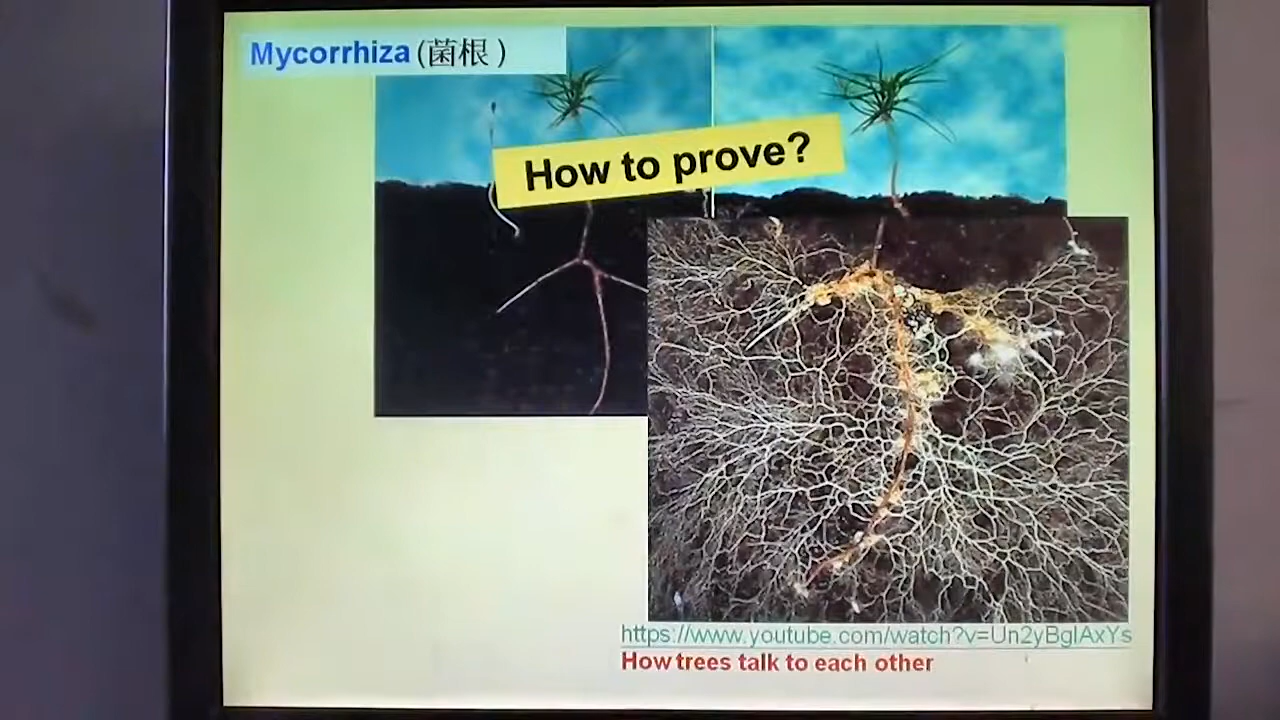 Mycorrhiza (菌根)
How to prove?
https://www.youtube.com/watch?v=Un2yBgIAxYs
How trees talk to each other